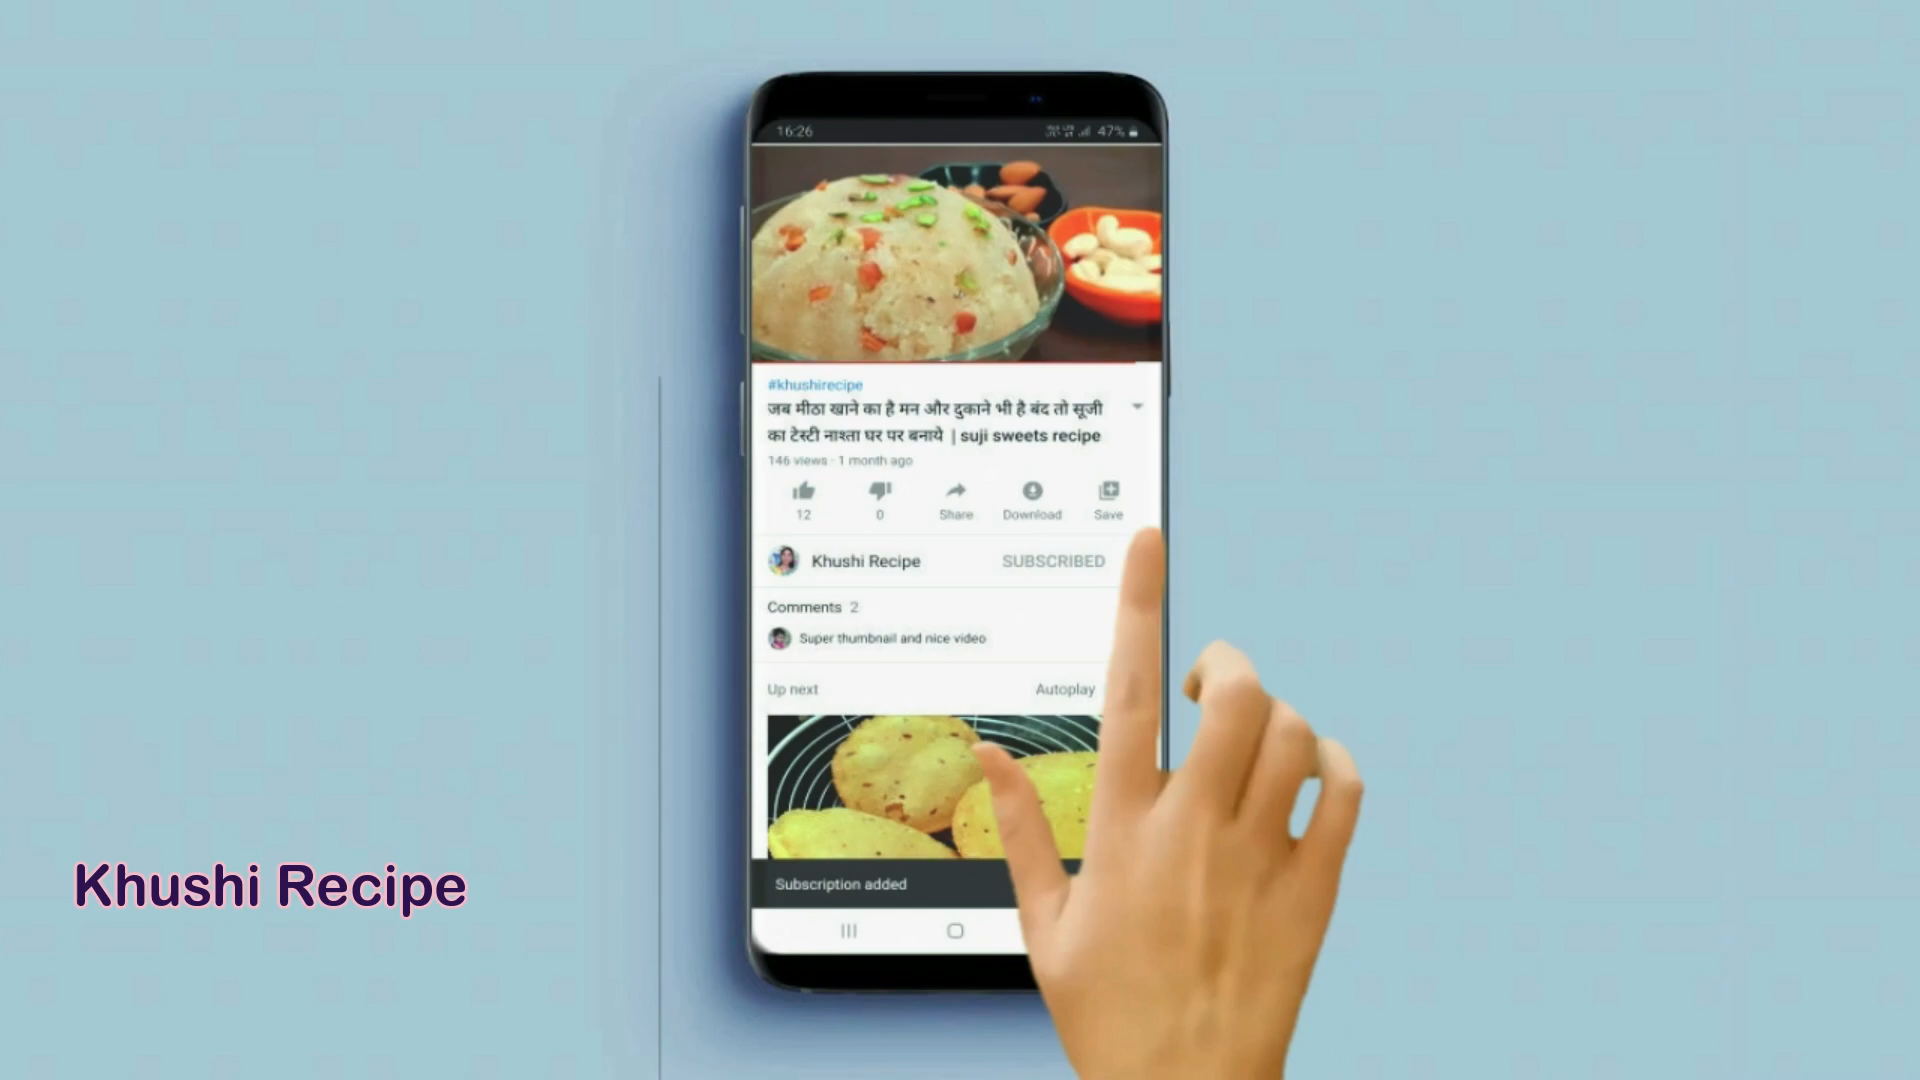 16:26
47%
#khushirecipe
जब मीठा खाने का है मन और दुकाने भी है बंद तो सूजी
का टेस्टी नाश्ता घर पर बनाये | suji sweets recipe
146 views · 1 month ago
12
0
Share
Download
Save
Khushi Recipe
SUBSCRIBED
Comments 2
Super thumbnail and nice video
Up next
Autoplay
Subscription added
Khushi Recipe